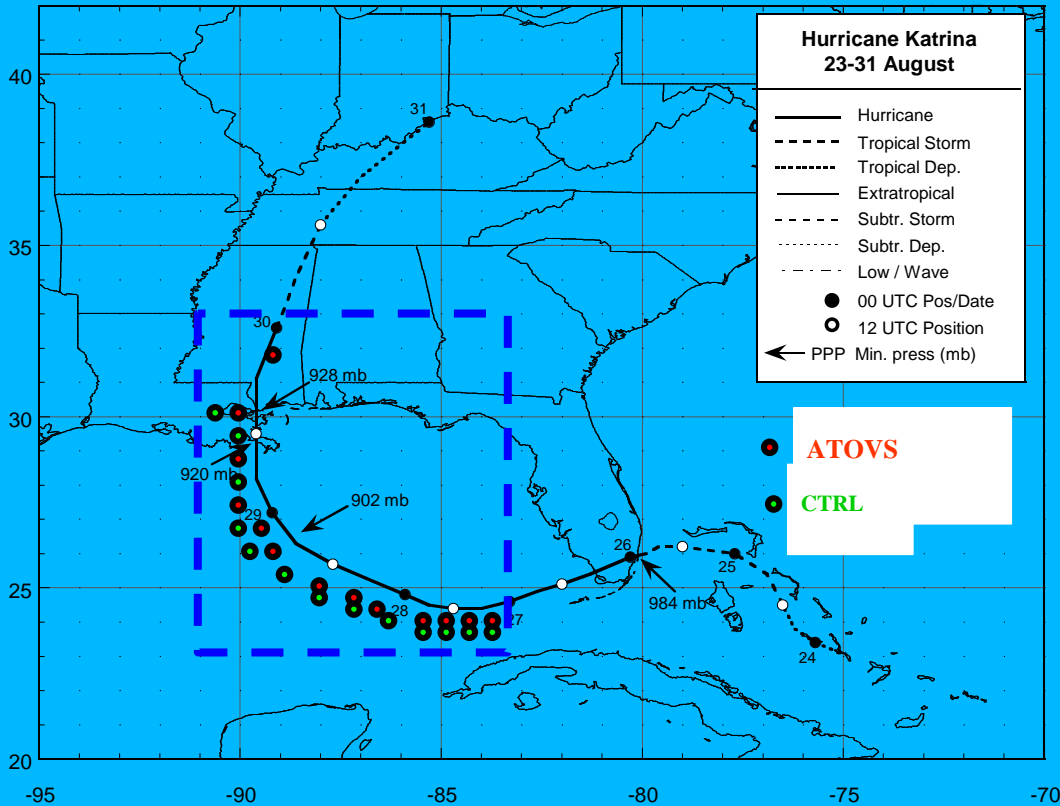 Hurricane Katrina
23-31 August
Hurricane
Tropical Storm
Tropical Dep.
Extratropical
Subtr. Storm
Subtr. Dep.
Low / Wave
00 UTC Pos/Date
12 UTC Position
PPP Min. press (mb)
ATOVS
CTRL
40
35
30
25
20
31
30
928 mb
920 mb
902 mb
29
28
27
26
984 mb
25
24
-95
-90
-85
-80
-75
-70